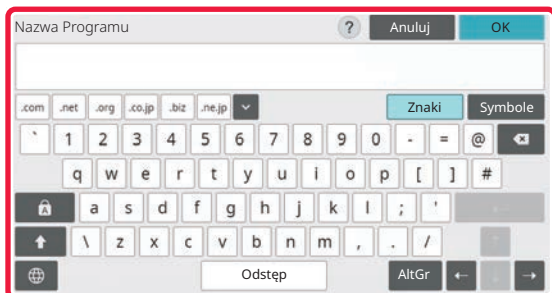 Nazwa Programu ? Anuluj OK
.com .net .org .co.jp .biz .ne.jp Znaki Symbole
` 1 2 3 4 5 6 7 8 9 0 - = @
q w e r t y u i o p [ ] #
A a s d f g h j k l ; '
\ z x c v b n m , . /
Odstęp AltGr ← ↓ →